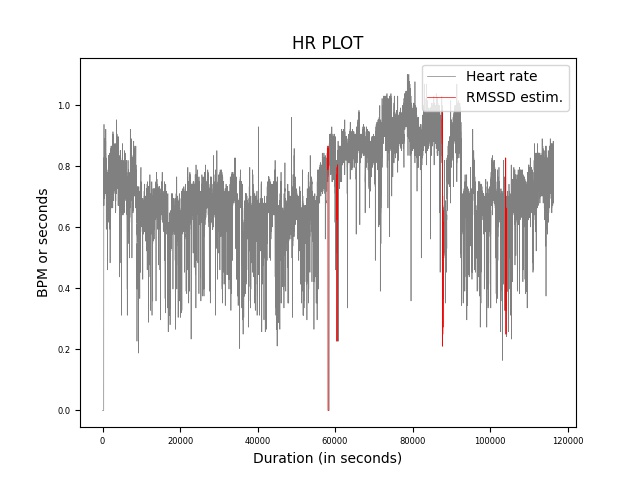 HR PLOT
Heart rate
RMSSD estim.
1.0
0.8
0.6
0.4
0.2
0.0
BPM or seconds
0
20000
40000
60000
80000
100000
120000
Duration (in seconds)